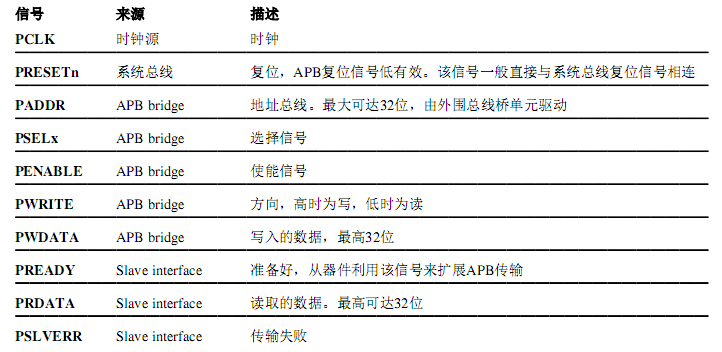 信号 来源 描述
PCLK 时钟源 时钟
PRESETn 系统总线 复位，APB复位信号低有效。该信号一般直接与系统总线复位信号相连
PADDR APB bridge 地址总线。最大可达32位，由外围总线桥单元驱动
PSELx APB bridge 选择信号
PENABLE APB bridge 使能信号
PWRITE APB bridge 方向，高时为写，低时为读
PWDATA APB bridge 写入的数据，最高32位
PREADY Slave interface 准备好，从器件利用该信号来扩展APB传输
PRDATA Slave interface 读取的数据。最高可达32位
PSLVERR Slave interface 传输失败